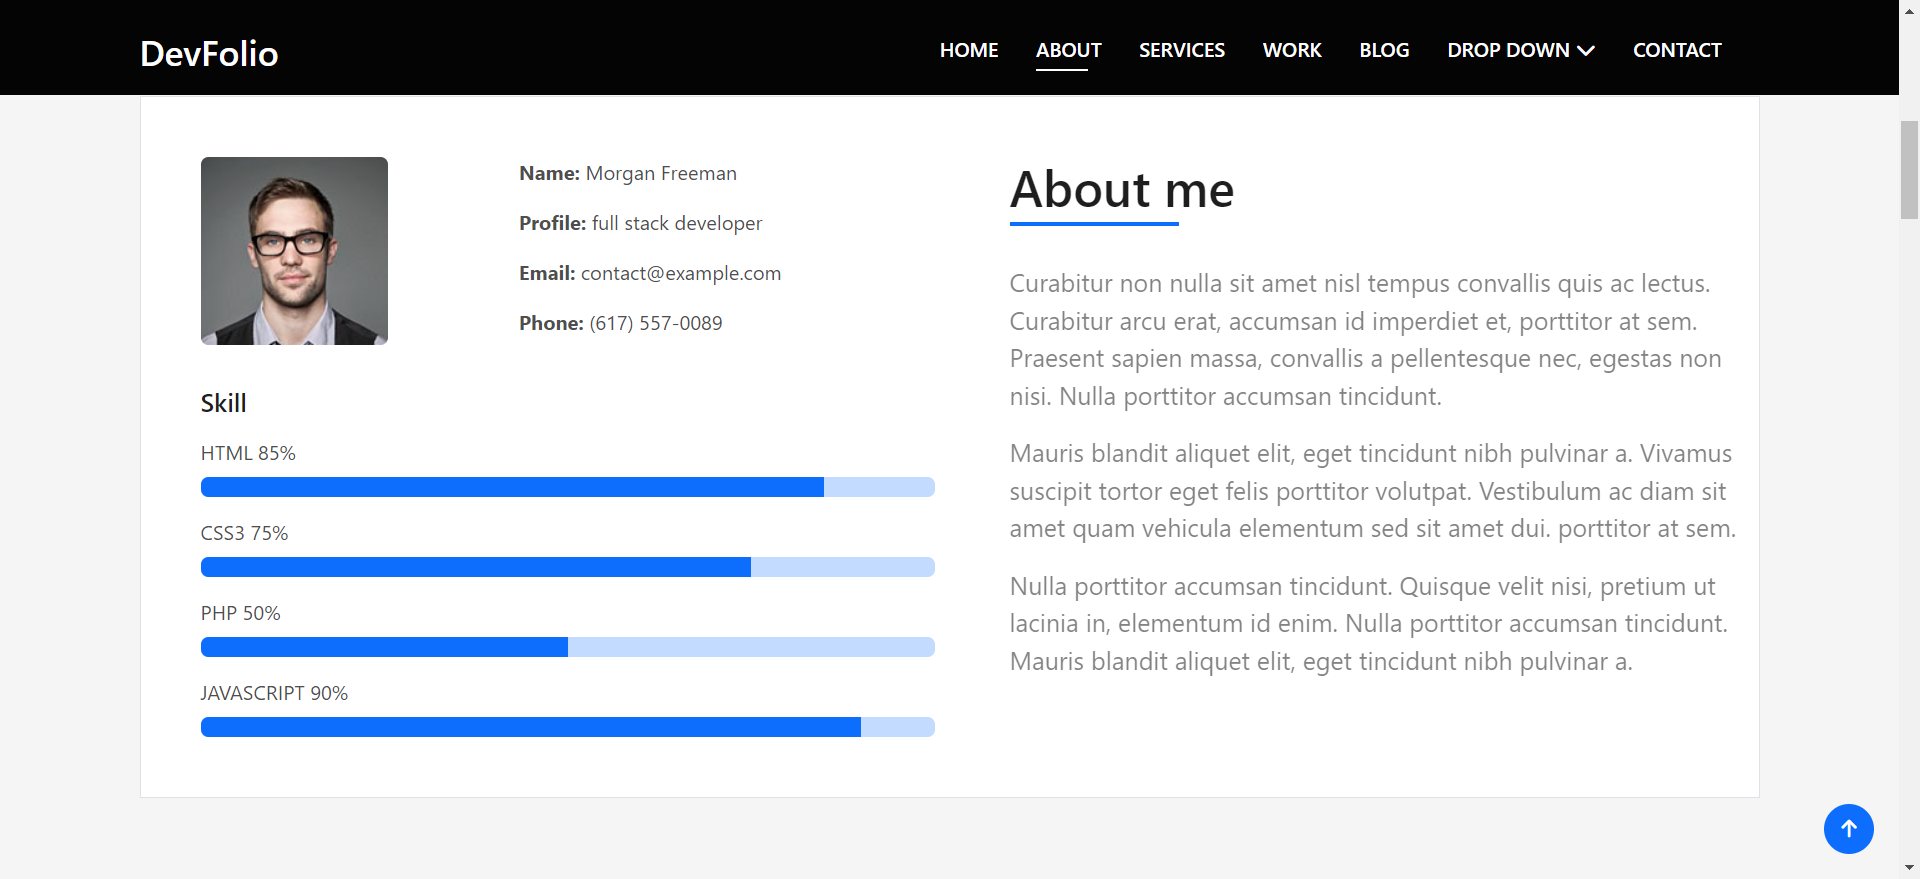 DevFolio
HOME ABOUT SERVICES WORK BLOG DROP DOWN CONTACT
Name: Morgan Freeman
Profile: full stack developer
Email: contact@example.com
Phone: (617) 557-0089
Skill
HTML 85%
CSS3 75%
PHP 50%
JAVASCRIPT 90%
About me
Curabitur non nulla sit amet nisl tempus convallis quis ac lectus.
Curabitur arcu erat, accumsan id imperdiet et, porttitor at sem.
Praesent sapien massa, convallis a pellentesque nec, egestas non
nisi. Nulla porttitor accumsan tincidunt.
Mauris blandit aliquet elit, eget tincidunt nibh pulvinar a. Vivamus
suscipit tortor eget felis porttitor volutpat. Vestibulum ac diam sit
amet quam vehicula elementum sed sit amet dui. porttitor at sem.
Nulla porttitor accumsan tincidunt. Quisque velit nisi, pretium ut
lacinia in, elementum id enim. Nulla porttitor accumsan tincidunt.
Mauris blandit aliquet elit, eget tincidunt nibh pulvinar a.